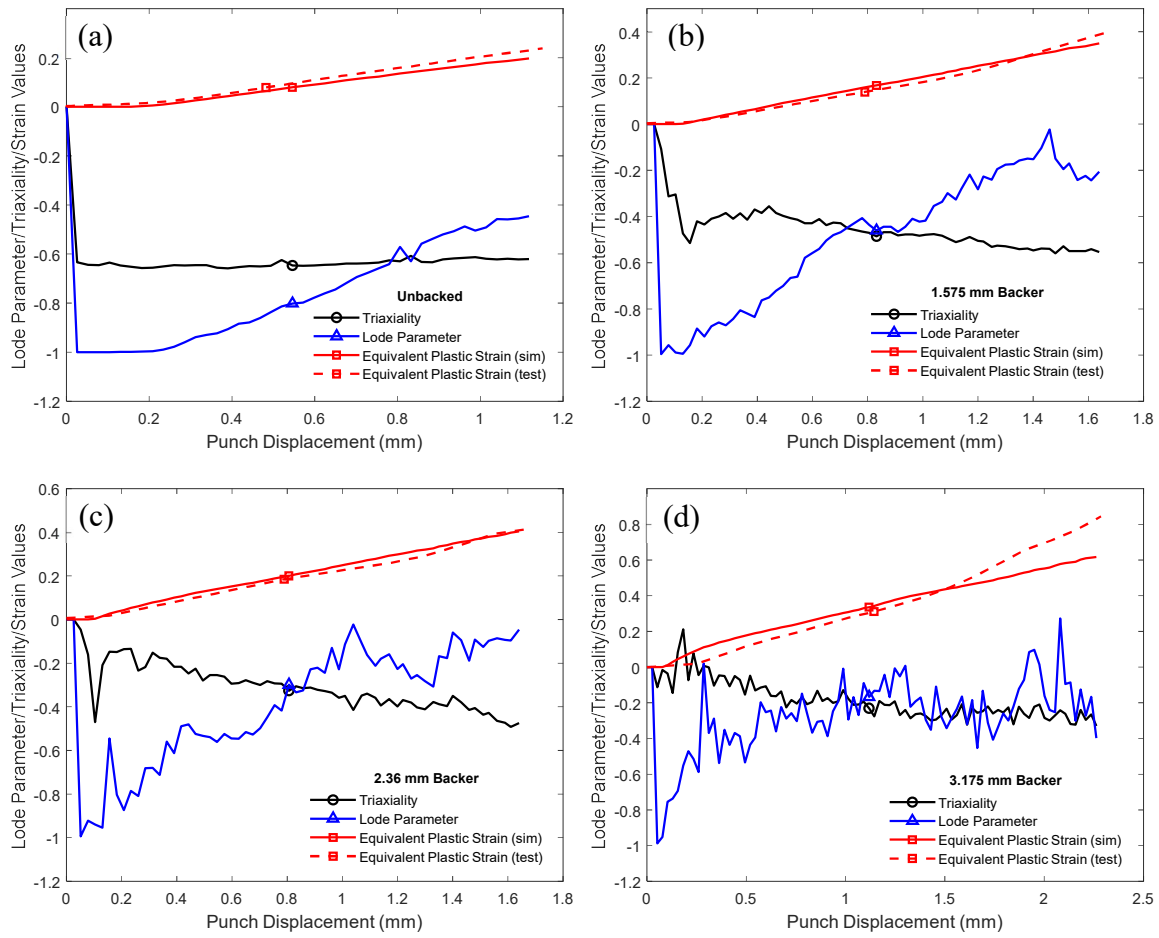 (a)
Lode Parameter/Triaxiality/Strain Values
0.2
0
-0.2
-0.4
-0.6
-0.8
-1
-1.2
Unbacked
Triaxiality
Lode Parameter
Equivalent Plastic Strain (sim)
Equivalent Plastic Strain (test)
0 0.2 0.4 0.6 0.8 1 1.2
Punch Displacement (mm)
(b)
Lode Parameter/Triaxiality/Strain Values
0.4
0.2
0
-0.2
-0.4
-0.6
-0.8
-1
-1.2
1.575 mm Backer
Triaxiality
Lode Parameter
Equivalent Plastic Strain (sim)
Equivalent Plastic Strain (test)
0 0.2 0.4 0.6 0.8 1 1.2 1.4 1.6 1.8
Punch Displacement (mm)
(c)
Lode Parameter/Triaxiality/Strain Values
0.6
0.4
0.2
0
-0.2
-0.4
-0.6
-0.8
-1
-1.2
2.36 mm Backer
Triaxiality
Lode Parameter
Equivalent Plastic Strain (sim)
Equivalent Plastic Strain (test)
0 0.2 0.4 0.6 0.8 1 1.2 1.4 1.6 1.8
Punch Displacement (mm)
(d)
Lode Parameter/Triaxiality/Strain Values
0.8
0.6
0.4
0.2
0
-0.2
-0.4
-0.6
-0.8
-1
-1.2
3.175 mm Backer
Triaxiality
Lode Parameter
Equivalent Plastic Strain (sim)
Equivalent Plastic Strain (test)
0 0.5 1 1.5 2 2.5
Punch Displacement (mm)